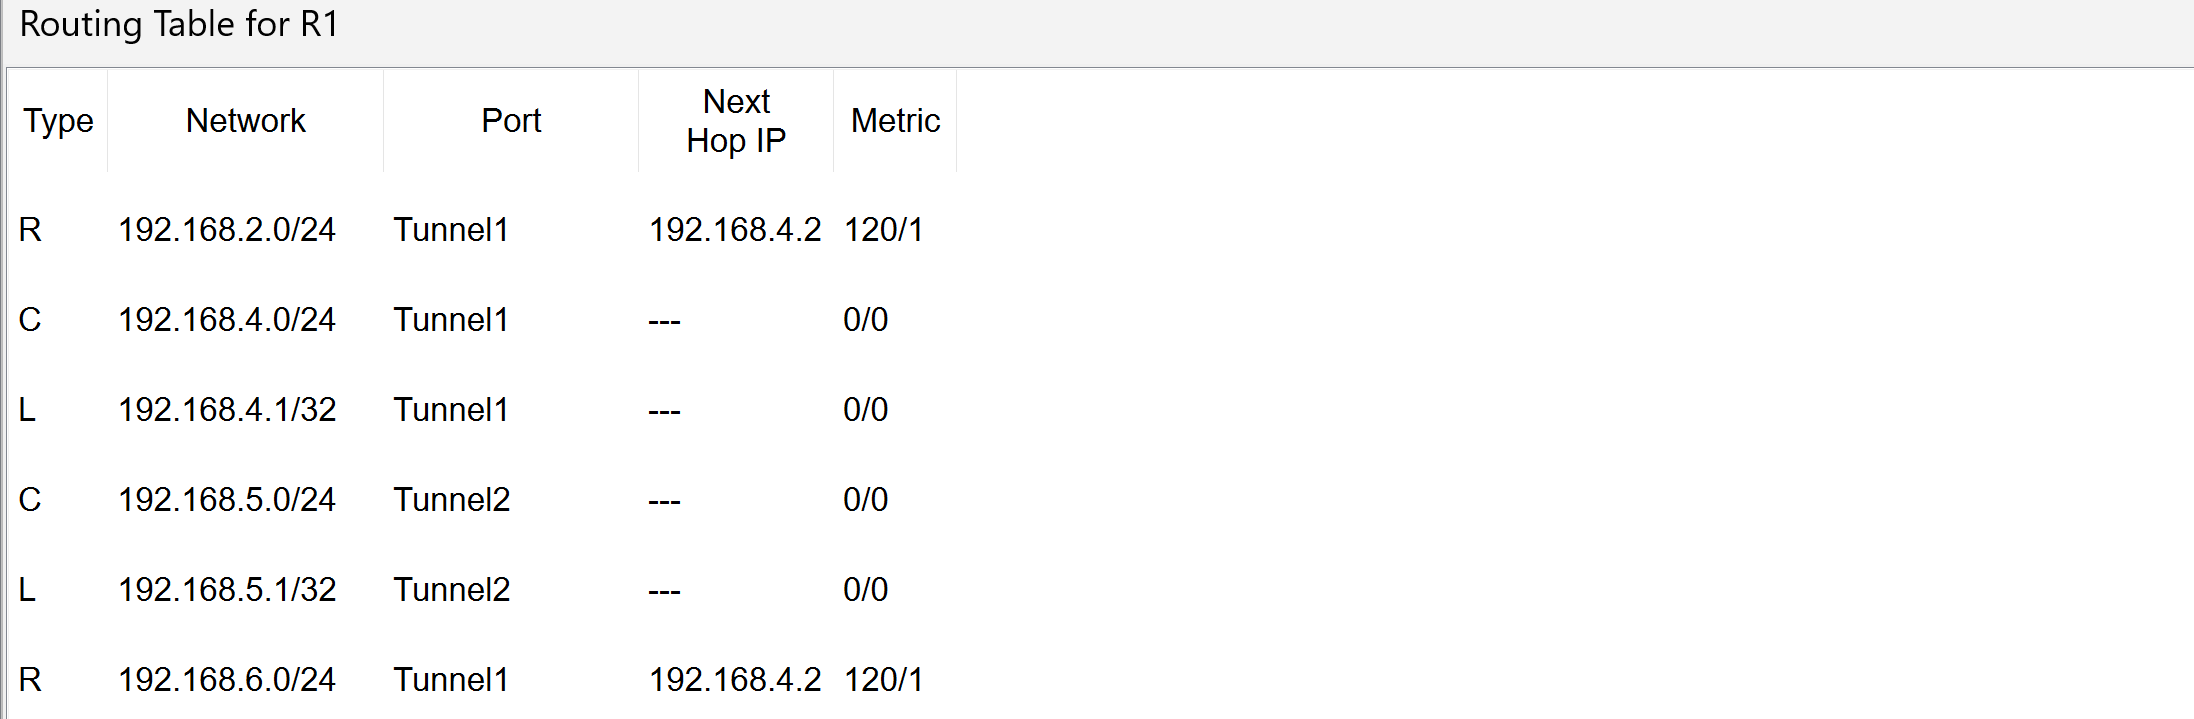 Routing Table for R1
Type Network Port Next Hop IP Metric
R 192.168.2.0/24 Tunnel1 192.168.4.2 120/1
C 192.168.4.0/24 Tunnel1 --- 0/0
L 192.168.4.1/32 Tunnel1 --- 0/0
C 192.168.5.0/24 Tunnel2 --- 0/0
L 192.168.5.1/32 Tunnel2 --- 0/0
R 192.168.6.0/24 Tunnel1 192.168.4.2 120/1